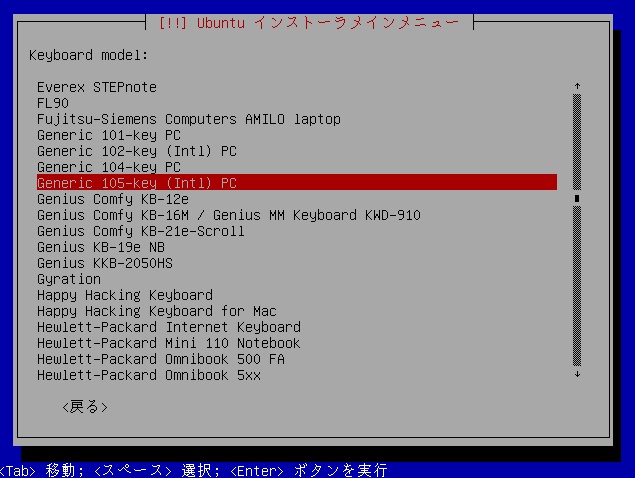 [!!] Ubuntu インストーラメインメニュー
Keyboard model:
Everex STEPnote
FL90
Fujitsu-Siemens Computers AMILO laptop
Generic 101-key PC
Generic 102-key (Intl) PC
Generic 104-key PC
Generic 105-key (Intl) PC
Genius Comfy KB-12e
Genius Comfy KB-16M / Genius MM Keyboard KWD-910
Genius Comfy KB-21e-Scroll
Genius KB-19e NB
Genius KKB-2050HS
Gyration
Happy Hacking Keyboard
Happy Hacking Keyboard for Mac
Hewlett-Packard Internet Keyboard
Hewlett-Packard Mini 110 Notebook
Hewlett-Packard Omnibook 500 FA
Hewlett-Packard Omnibook 5xx
<戻る>
<Tab> 移動; <スペース> 選択; <Enter> ボタンを実行